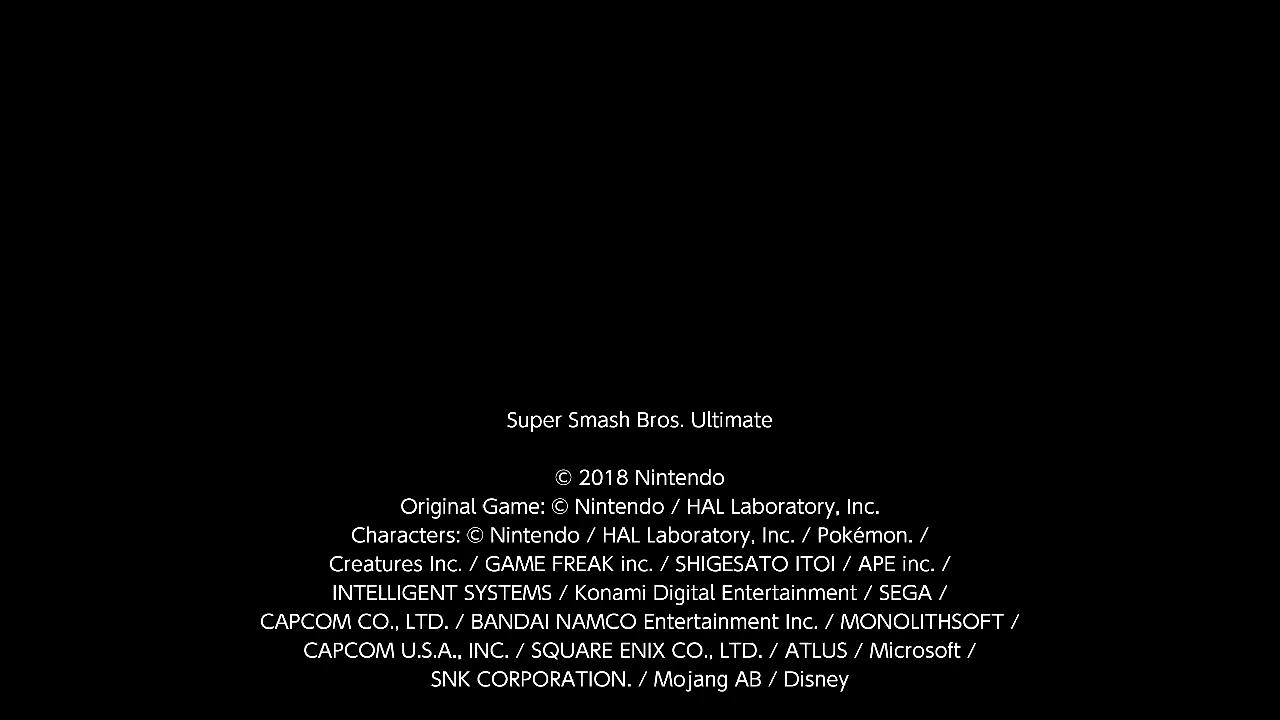 Super Smash Bros. Ultimate
© 2018 Nintendo
Original Game: © Nintendo / HAL Laboratory, Inc.
Characters: © Nintendo / HAL Laboratory, Inc. / Pokémon. /
Creatures Inc. / GAME FREAK inc. / SHIGESATO ITOI / APE inc. /
INTELLIGENT SYSTEMS / Konami Digital Entertainment / SEGA /
CAPCOM CO., LTD. / BANDAI NAMCO Entertainment Inc. / MONOLITHSOFT /
CAPCOM U.S.A., INC. / SQUARE ENIX CO., LTD. / ATLUS / Microsoft /
SNK CORPORATION. / Mojang AB / Disney